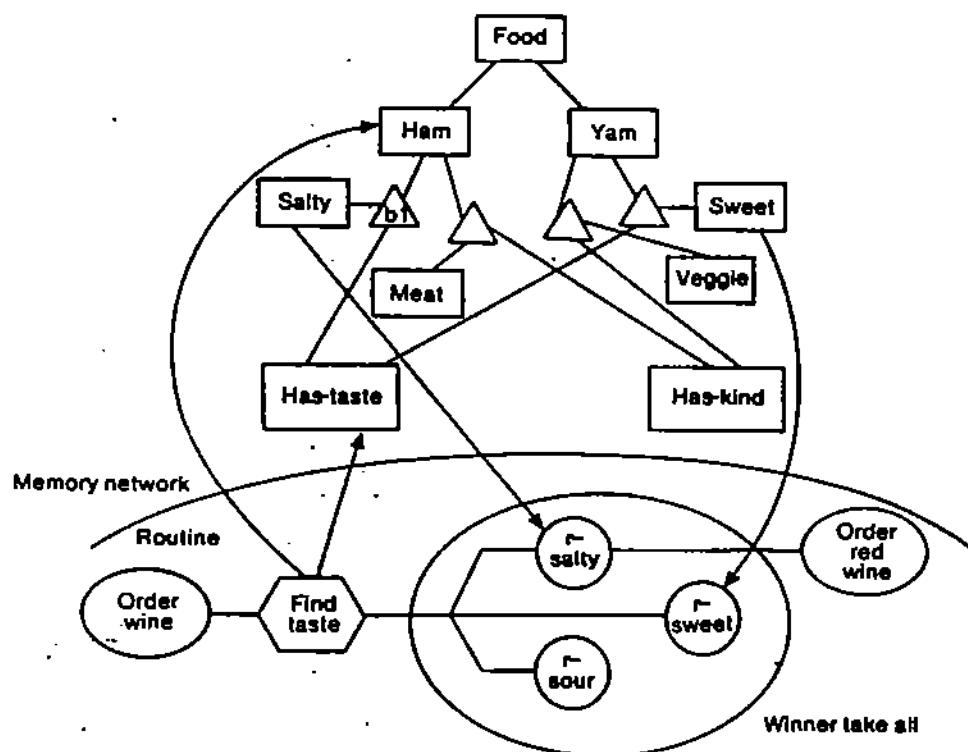 Food
Ham
Yam
Salty
b1
Sweet
Meat
Veggie
Has-taste
Has-kind
Memory network
Routine
Order
wine
Find
taste
r-
salty
r-
sweet
r-
sour
Order
red
wine
Winner take all